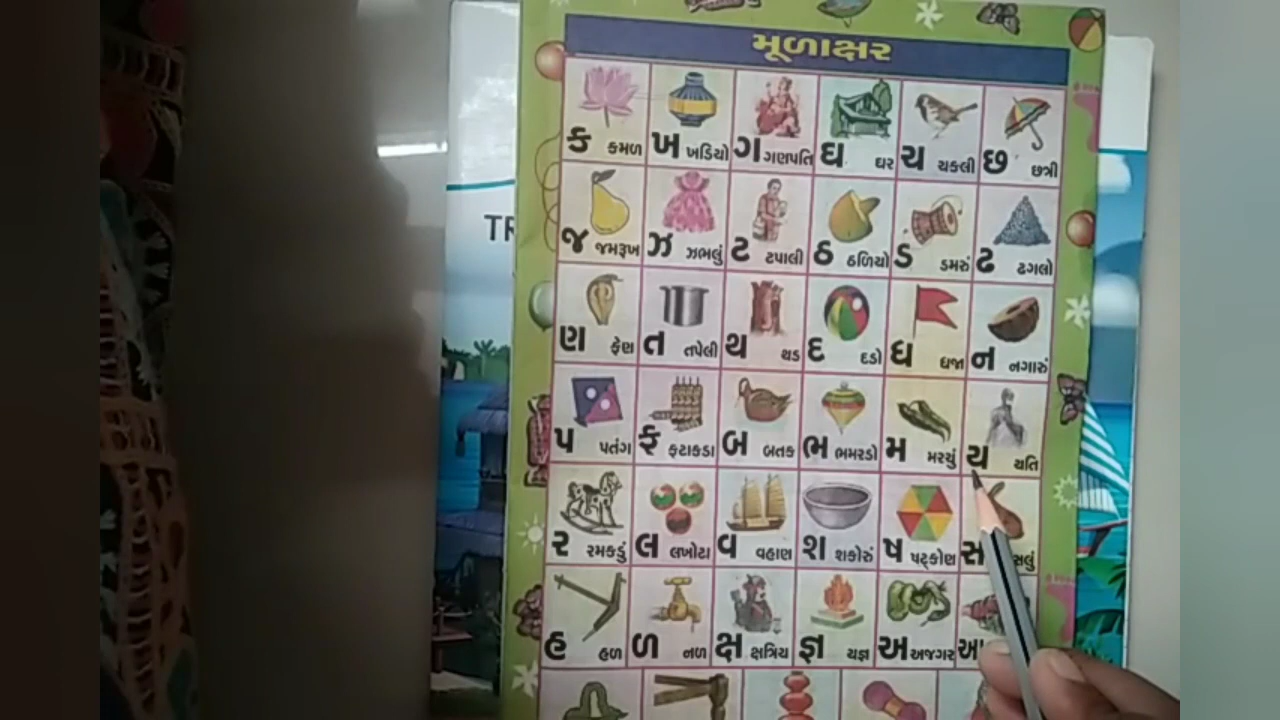 મૂળાક્ષર
ક કમળ ખ ખડિયો ગ ગણપતિ ઘ ઘર ચ ચકલી છ છત્રી
જ જમરૂખ ઝ ઝભલું ટ ટપાલી ઠ ઠળિયો ડ ડમરું ઢ ઢગલો
ણ ફેણ ત તપેલી થ થડ દ દડો ધ ધજા ન નગારું
પ પતંગ ફ ફટાકડા બ બતક ભ ભમરડો મ મરચું ય યતિ
ર રમકડું લ લખોટા વ વહાણ શ શકોરું ષ ષટ્કોણ સ
હ હળ ળ નળ ક્ષ ક્ષત્રિય જ્ઞ યજ્ઞ અ અજગર આ